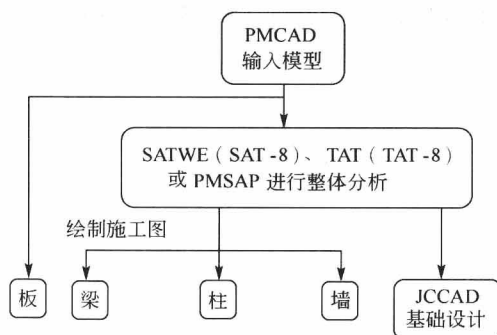 PMCAD
输入模型
SATWE（SAT-8）、TAT（TAT-8）
或PMSAP进行整体分析
绘制施工图
板
梁
柱
墙
JCCAD
基础设计